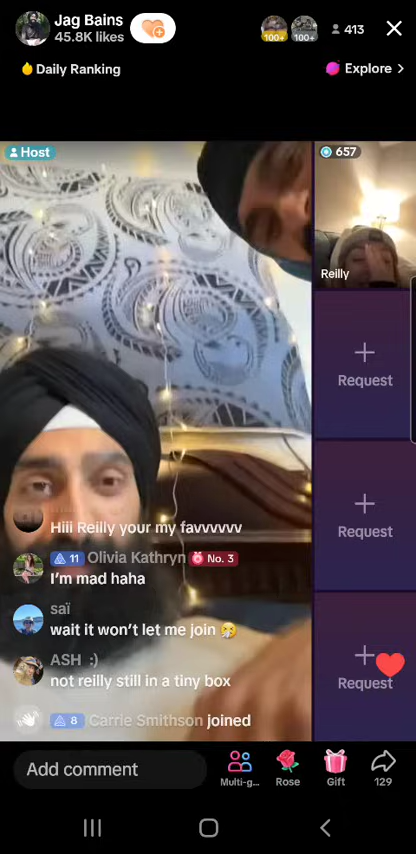 Jag Bains
45.8K likes
100+
100+
413
Daily Ranking
Explore >
Host
657
Reilly
Request
Request
Request
Hiii Reilly your my favvvvvv
11 Olivia Kathryn No. 3
I'm mad haha
saï
wait it won't let me join 🤧
ASH :)
not reilly still in a tiny box
8 Carrie Smithson joined
Add comment
Multi-g...
Rose
Gift
129